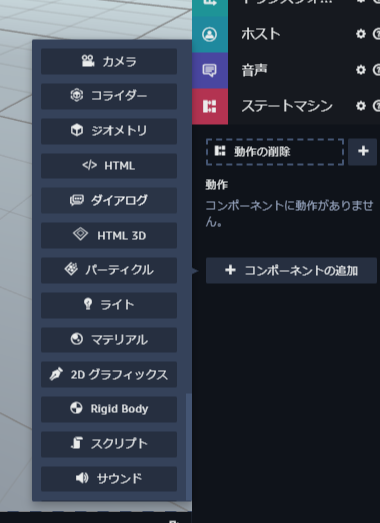 カメラ
コライダー
ジオメトリ
</> HTML
ダイアログ
HTML 3D
パーティクル
ライト
マテリアル
2D グラフィックス
Rigid Body
スクリプト
サウンド
ホスト
音声
ステートマシン
動作の削除
動作
コンポーネントに動作がありませ
ん。
コンポーネントの追加